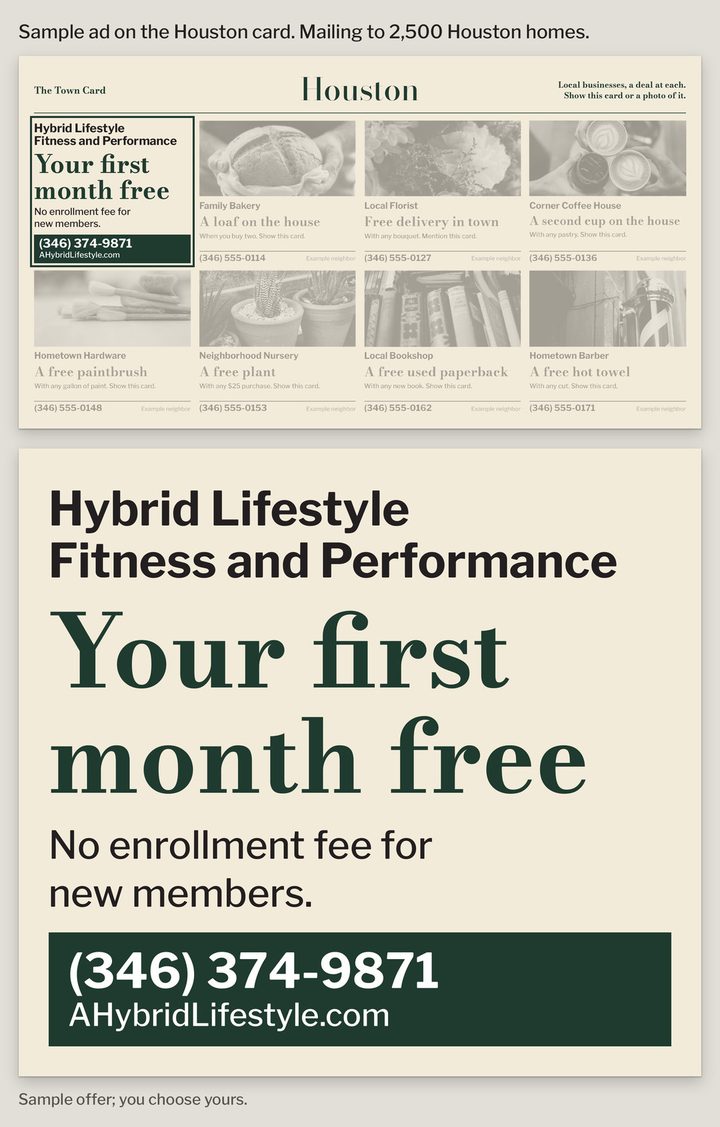 Sample ad on the Houston card. Mailing to 2,500 Houston homes.
The Town Card
Houston
Local businesses, a deal at each.
Show this card or a photo of it.
Hybrid Lifestyle
Fitness and Performance
Your first
month free
No enrollment fee for
new members.
(346) 374-9871
AHybridLifestyle.com
Family Bakery
A loaf on the house
When you buy two. Show this card.
(346) 555-0114
Example neighbor
Local Florist
Free delivery in town
With any bouquet. Mention this card.
(346) 555-0127
Example neighbor
Corner Coffee House
A second cup on the house
With any pastry. Show this card.
(346) 555-0136
Example neighbor
Hometown Hardware
A free paintbrush
With any gallon of paint. Show this card.
(346) 555-0148
Example neighbor
Neighborhood Nursery
A free plant
With any $25 purchase. Show this card.
(346) 555-0153
Example neighbor
Local Bookshop
A free used paperback
With any new book. Show this card.
(346) 555-0162
Example neighbor
Hometown Barber
A free hot towel
With any cut. Show this card.
(346) 555-0171
Example neighbor
Hybrid Lifestyle
Fitness and Performance
Your first
month free
No enrollment fee for
new members.
(346) 374-9871
AHybridLifestyle.com
Sample offer; you choose yours.